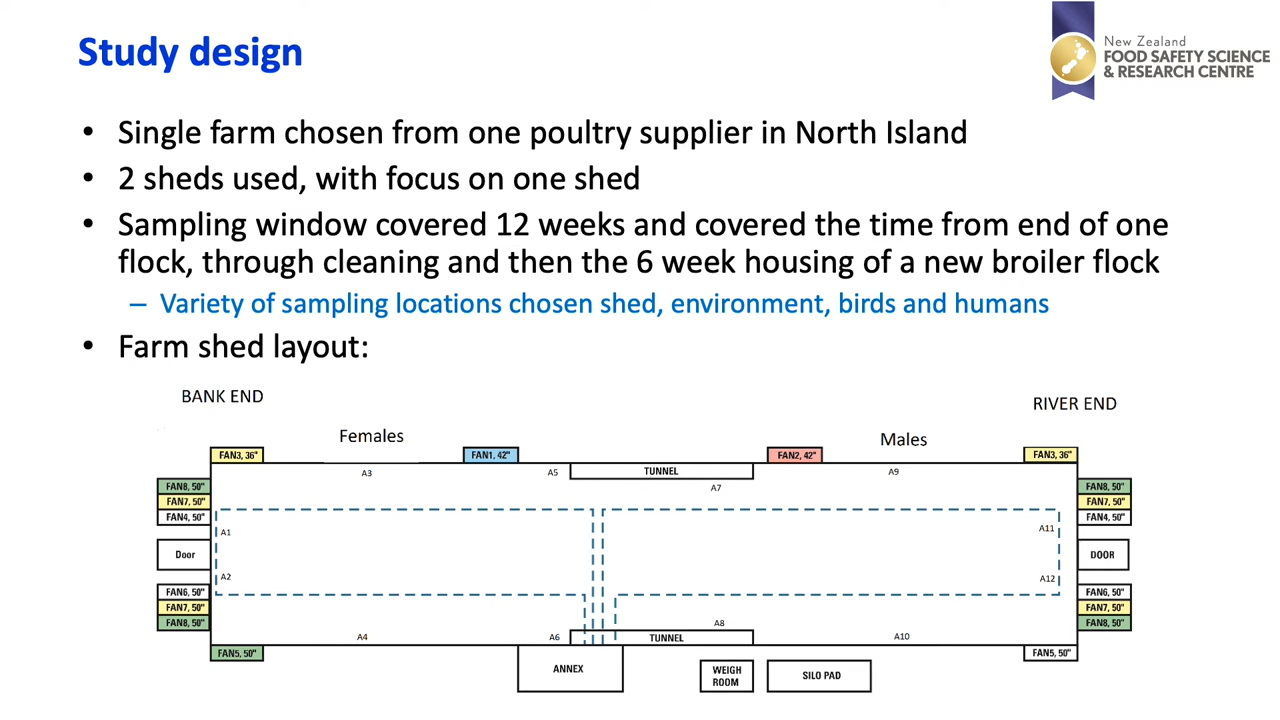 Study design
New Zealand
FOOD SAFETY SCIENCE
& RESEARCH CENTRE
• Single farm chosen from one poultry supplier in North Island
• 2 sheds used, with focus on one shed
• Sampling window covered 12 weeks and covered the time from end of one
flock, through cleaning and then the 6 week housing of a new broiler flock
– Variety of sampling locations chosen shed, environment, birds and humans
• Farm shed layout:
BANK END
RIVER END
Females
Males
FAN3, 36"
FAN1, 42"
FAN2, 42"
FAN3, 36"
A3
A5
TUNNEL
A9
A7
FAN8, 50"
FAN7, 50"
FAN4, 50"
FAN8, 50"
FAN7, 50"
FAN4, 50"
A1
A11
Door
DOOR
A2
A12
FAN6, 50"
FAN7, 50"
FAN8, 50"
FAN6, 50"
FAN7, 50"
FAN8, 50"
A8
A4
A6
TUNNEL
A10
FAN5, 50"
FAN5, 50"
ANNEX
WEIGH
ROOM
SILO PAD